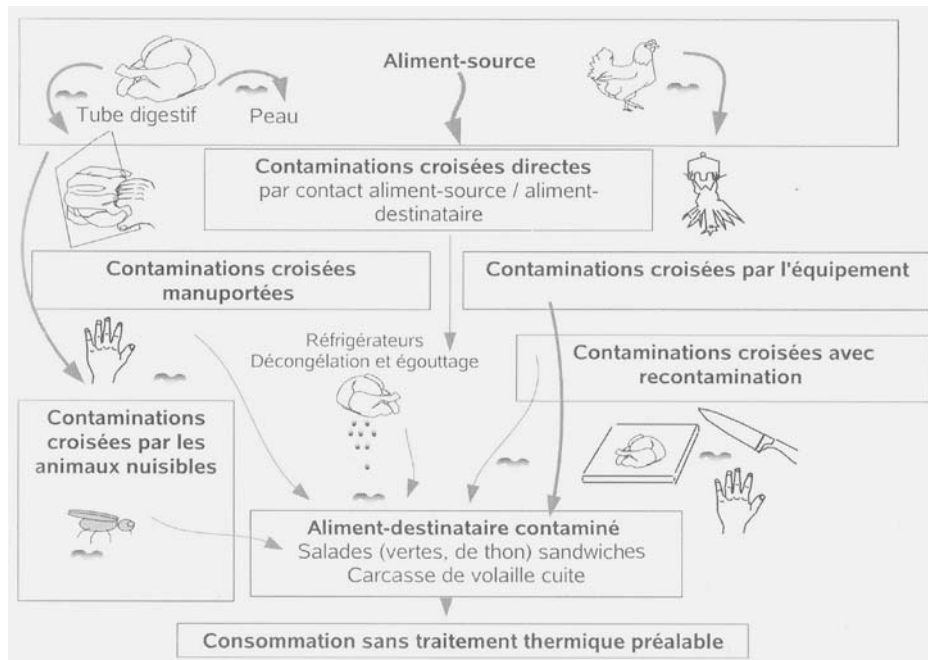 Aliment-source
Tube digestif
Peau
Contaminations croisées directes
par contact aliment-source / aliment-
destinataire
Contaminations croisées
manuportées
Contaminations croisées par l'équipement
Réfrigérateurs
Décongélation et égouttage
Contaminations croisées avec
recontamination
Contaminations
croisées par les
animaux nuisibles
Aliment-destinataire contaminé
Salades (vertes, de thon) sandwiches
Carcasse de volaille cuite
Consommation sans traitement thermique préalable